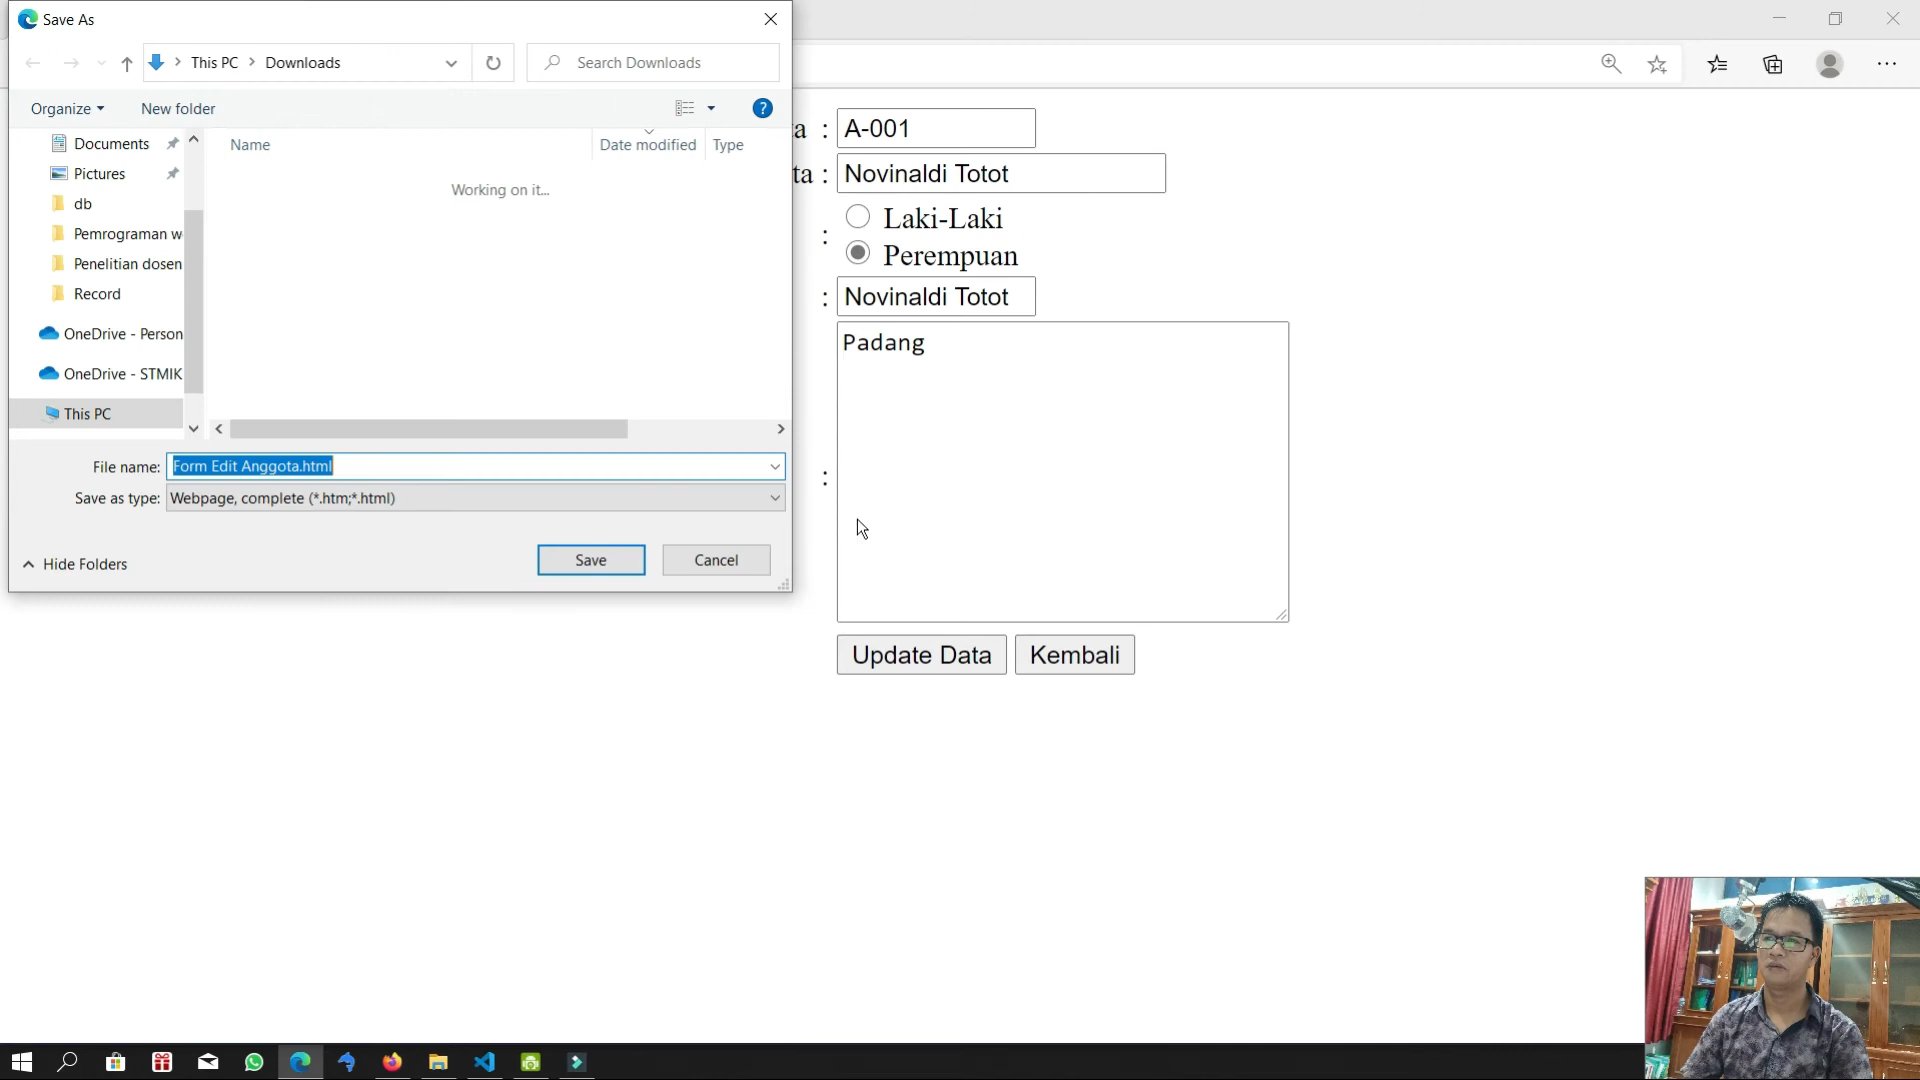 Save As
This PC
Downloads
Search Downloads
Organize
New folder
Documents
Pictures
db
Pemrograman w
Penelitian dosen
Record
OneDrive - Person
OneDrive - STMIK
This PC
Name
Date modified
Type
Working on it...
File name:
Form Edit Anggota.html
Save as type:
Webpage, complete (*.htm;*.html)
Hide Folders
Save
Cancel
a : A-001
ta : Novinaldi Totot
: Laki-Laki
Perempuan
: Novinaldi Totot
: Padang
Update Data
Kembali